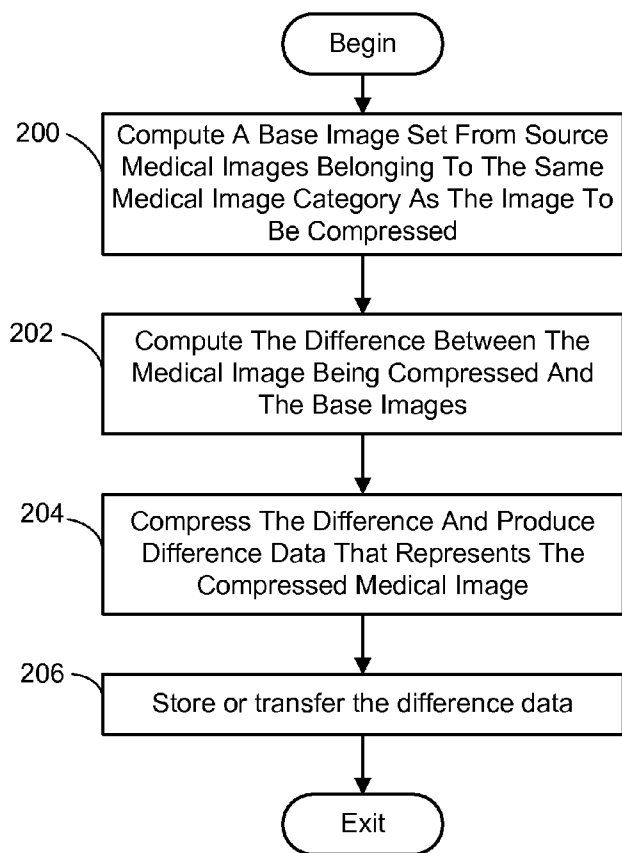 Begin
200
Compute A Base Image Set From Source
Medical Images Belonging To The Same
Medical Image Category As The Image To
Be Compressed
202
Compute The Difference Between The
Medical Image Being Compressed And
The Base Images
204
Compress The Difference And Produce
Difference Data That Represents The
Compressed Medical Image
206
Store or transfer the difference data
Exit